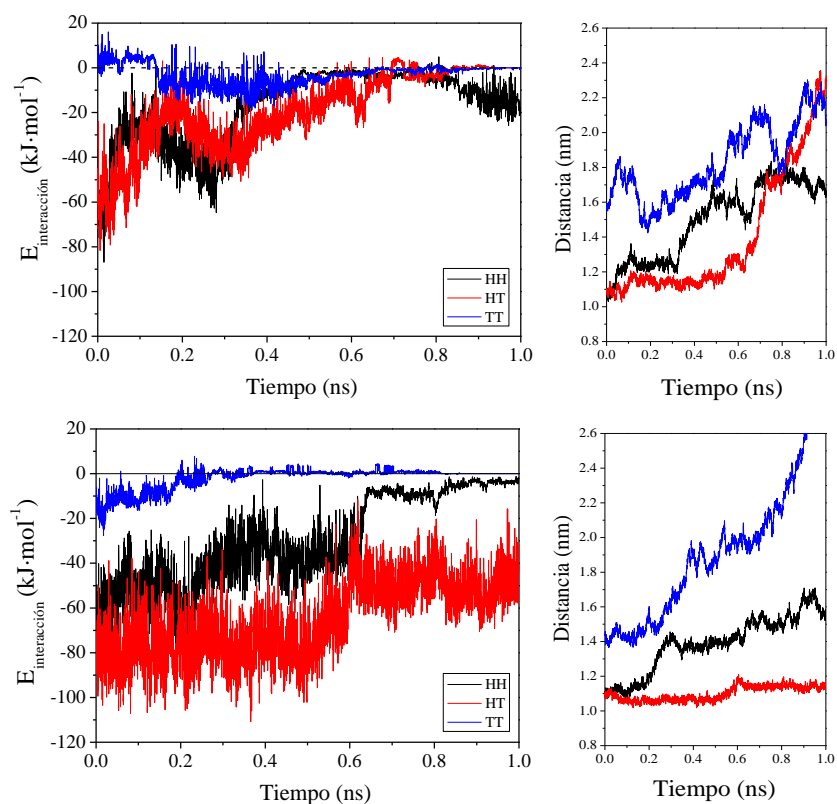 20
0
-20
-40
-60
-80
-100
-120
E interacción (kJ·mol-1)
HH
HT
TT
0.0 0.2 0.4 0.6 0.8 1.0
Tiempo (ns)
2.6
2.4
2.2
2.0
1.8
1.6
1.4
1.2
1.0
0.8
Distancia (nm)
0.0 0.2 0.4 0.6 0.8 1.0
Tiempo (ns)
20
0
-20
-40
-60
-80
-100
-120
E interacción (kJ·mol-1)
HH
HT
TT
0.0 0.2 0.4 0.6 0.8 1.0
Tiempo (ns)
2.6
2.4
2.2
2.0
1.8
1.6
1.4
1.2
1.0
0.8
Distancia (nm)
0.0 0.2 0.4 0.6 0.8 1.0
Tiempo (ns)